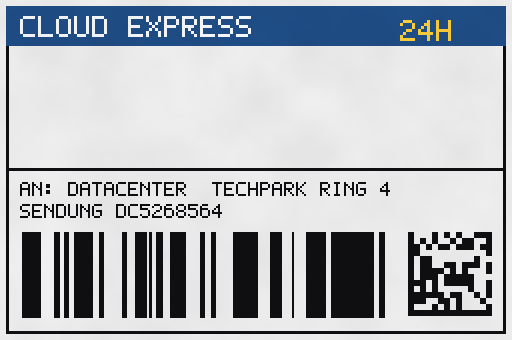 CLOUD EXPRESS 24H
AN: DATACENTER TECHPARK RING 4
SENDUNG DC5268564